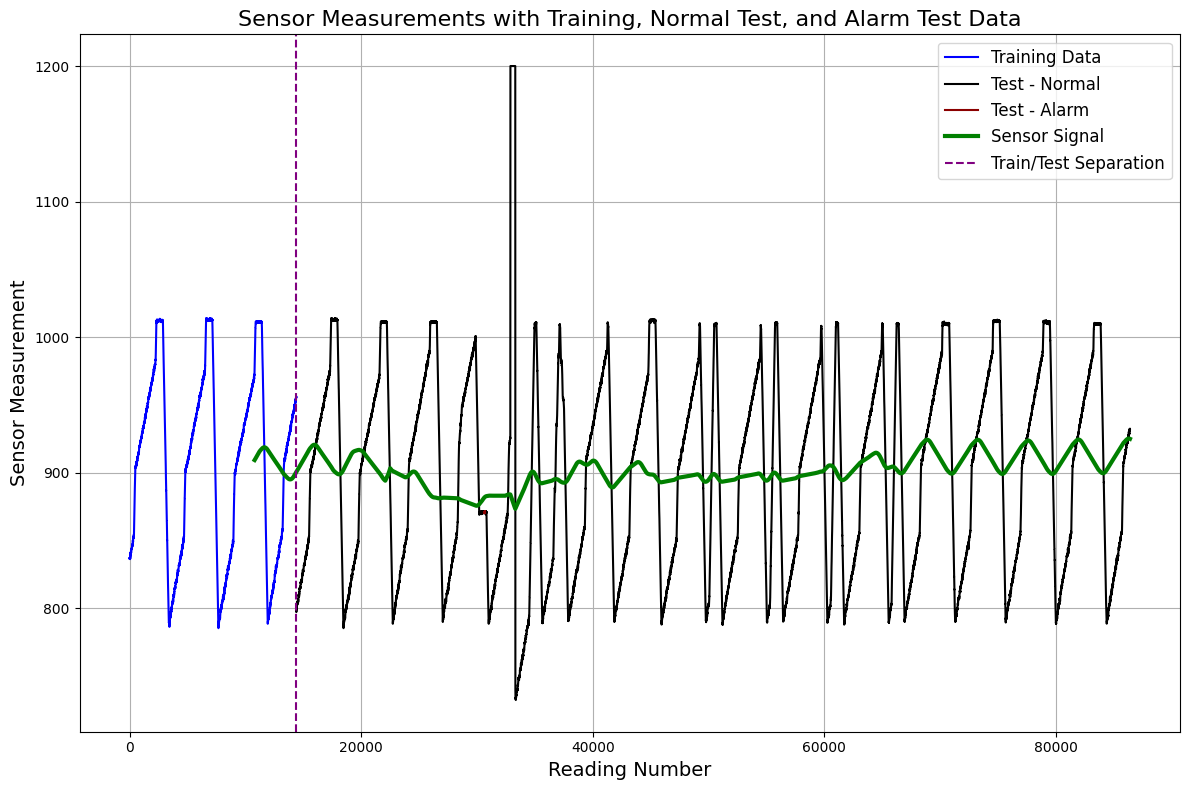 Sensor Measurements with Training, Normal Test, and Alarm Test Data
Training Data
Test - Normal
Test - Alarm
Sensor Signal
Train/Test Separation
Sensor Measurement
1200
1100
1000
900
800
0
20000
40000
60000
80000
Reading Number